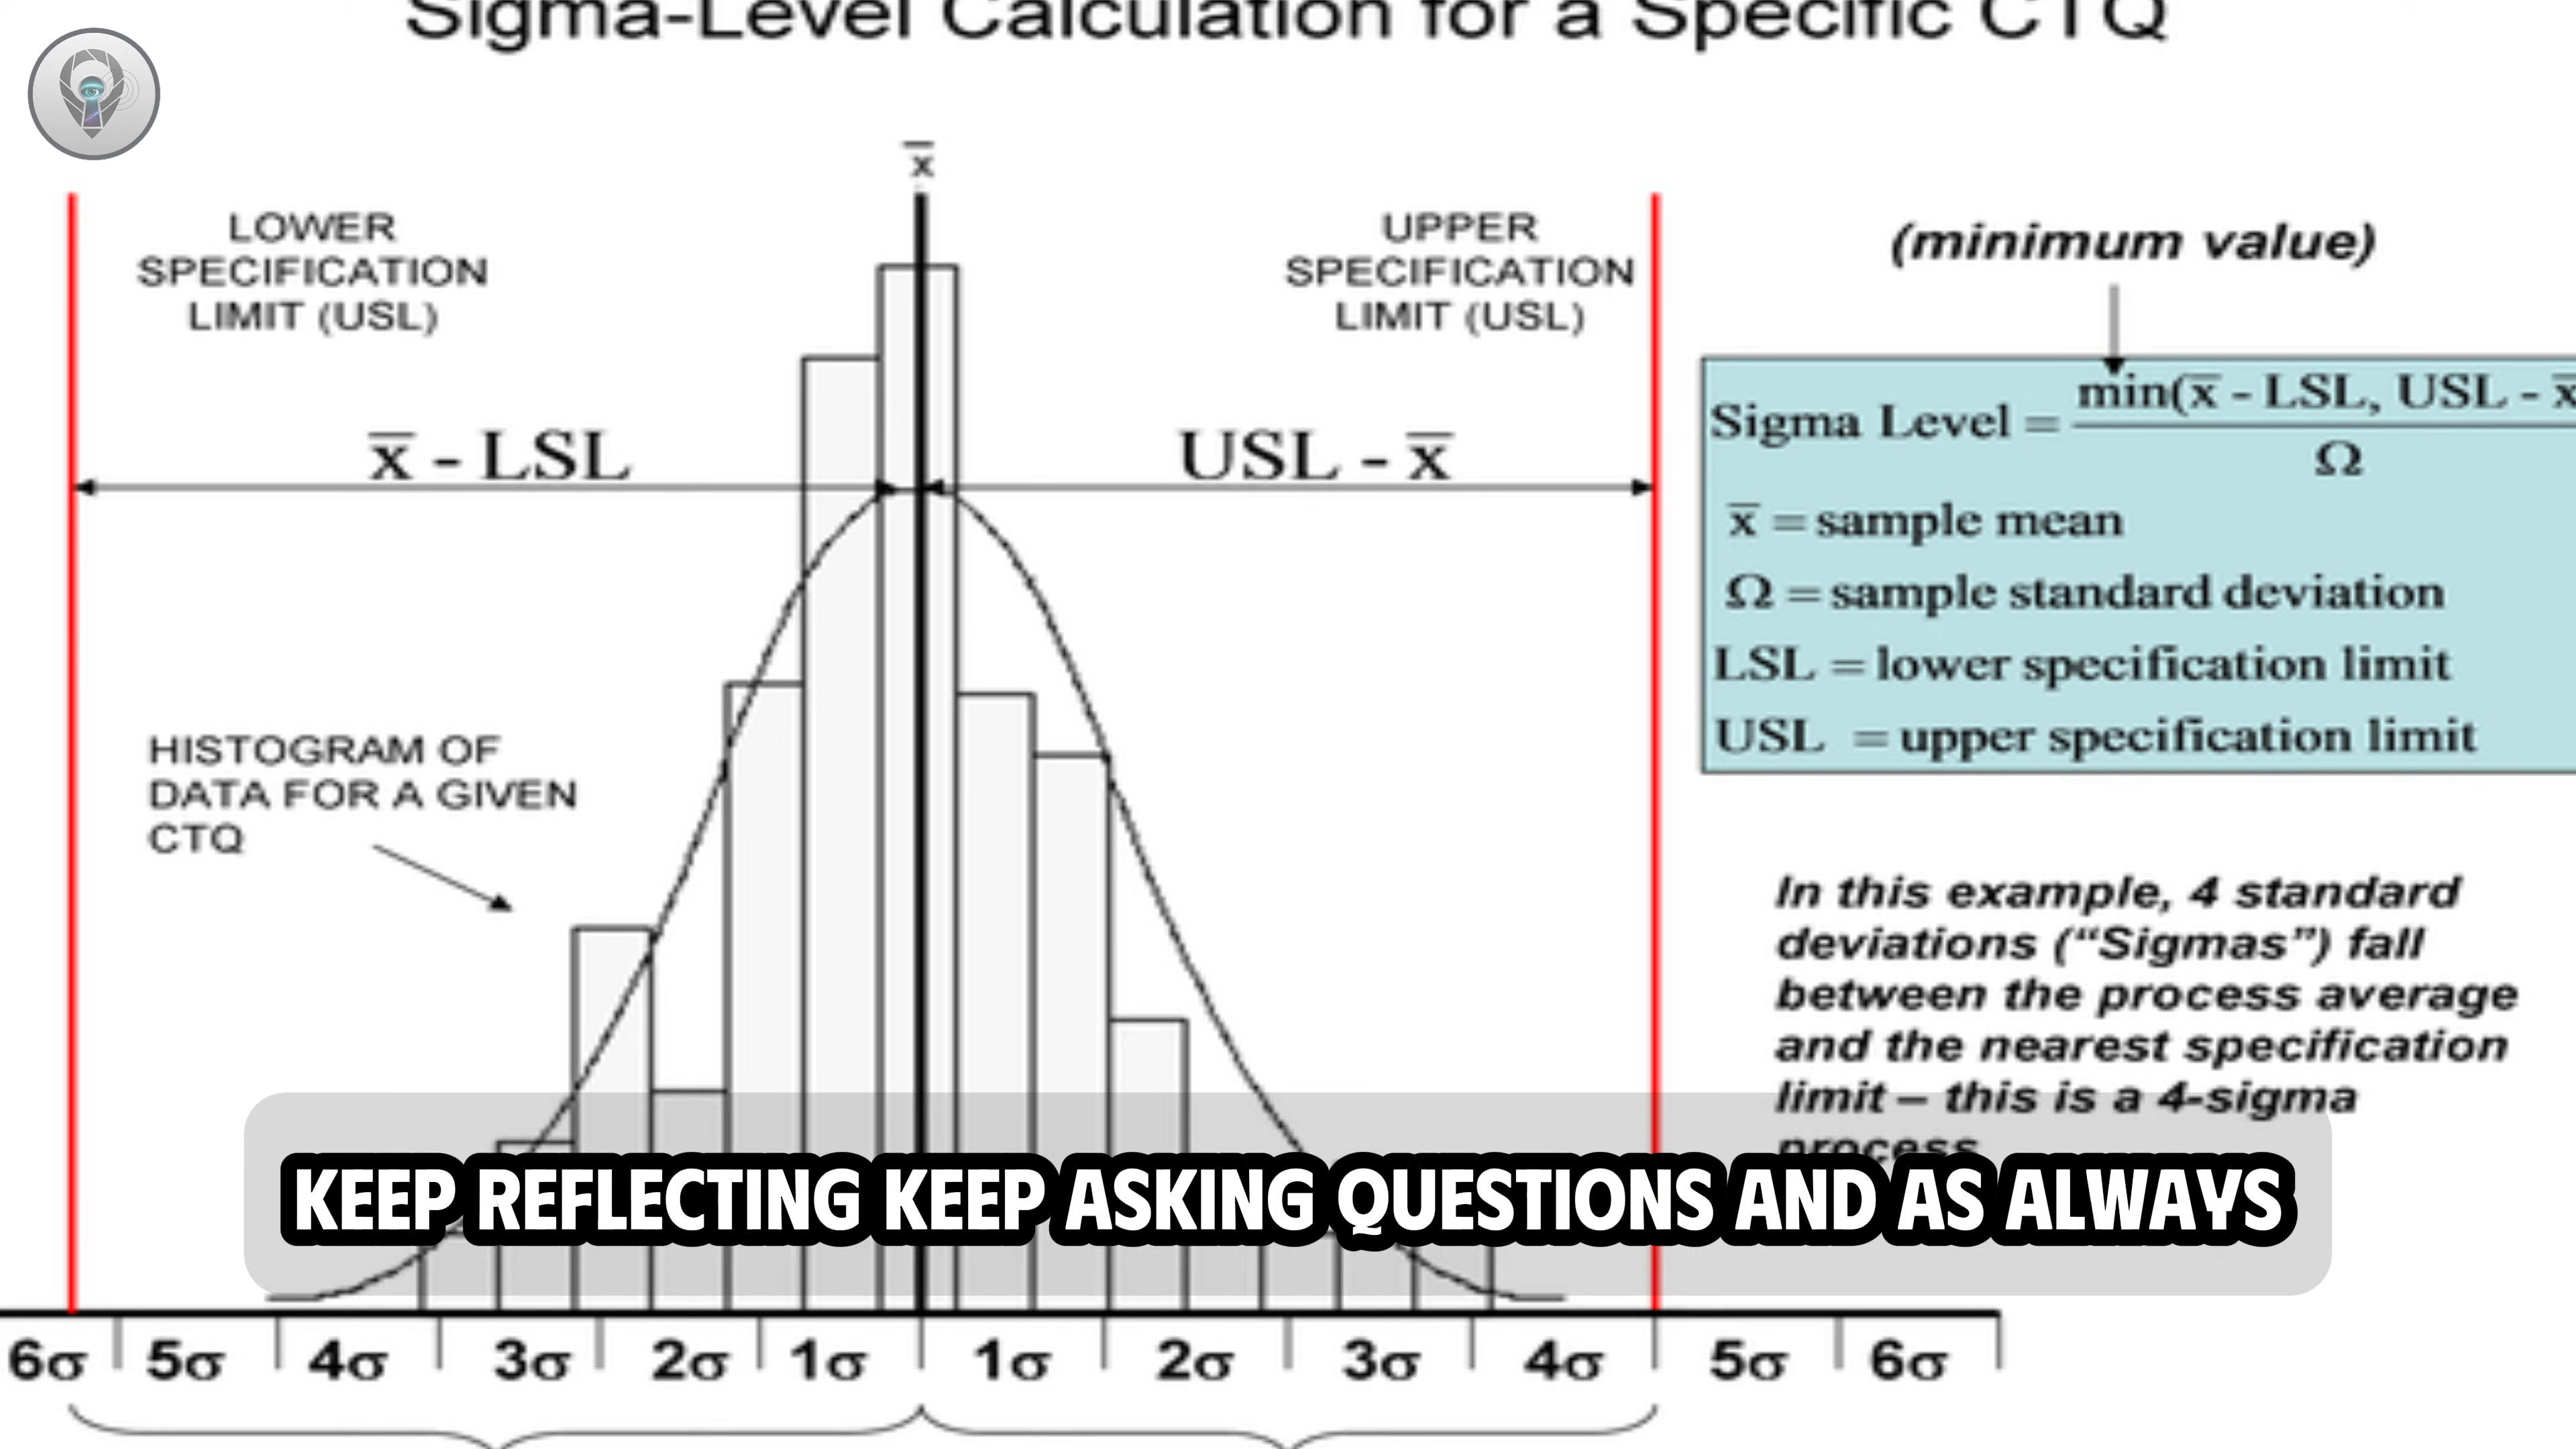 Sigma-Level Calculation for a Specific CTQ
x̅
LOWER
SPECIFICATION
LIMIT (USL)
UPPER
SPECIFICATION
LIMIT (USL)
(minimum value)
x̅ - LSL
USL - x̅
Sigma Level = min(x̅ - LSL, USL - x̅
Ω
x̅ = sample mean
Ω = sample standard deviation
LSL = lower specification limit
USL = upper specification limit
HISTOGRAM OF
DATA FOR A GIVEN
CTQ
In this example, 4 standard
deviations (“Sigmas”) fall
between the process average
and the nearest specification
limit – this is a 4-sigma
process
KEEP REFLECTING KEEP ASKING QUESTIONS AND AS ALWAYS
6σ 5σ 4σ 3σ 2σ 1σ 1σ 2σ 3σ 4σ 5σ 6σ